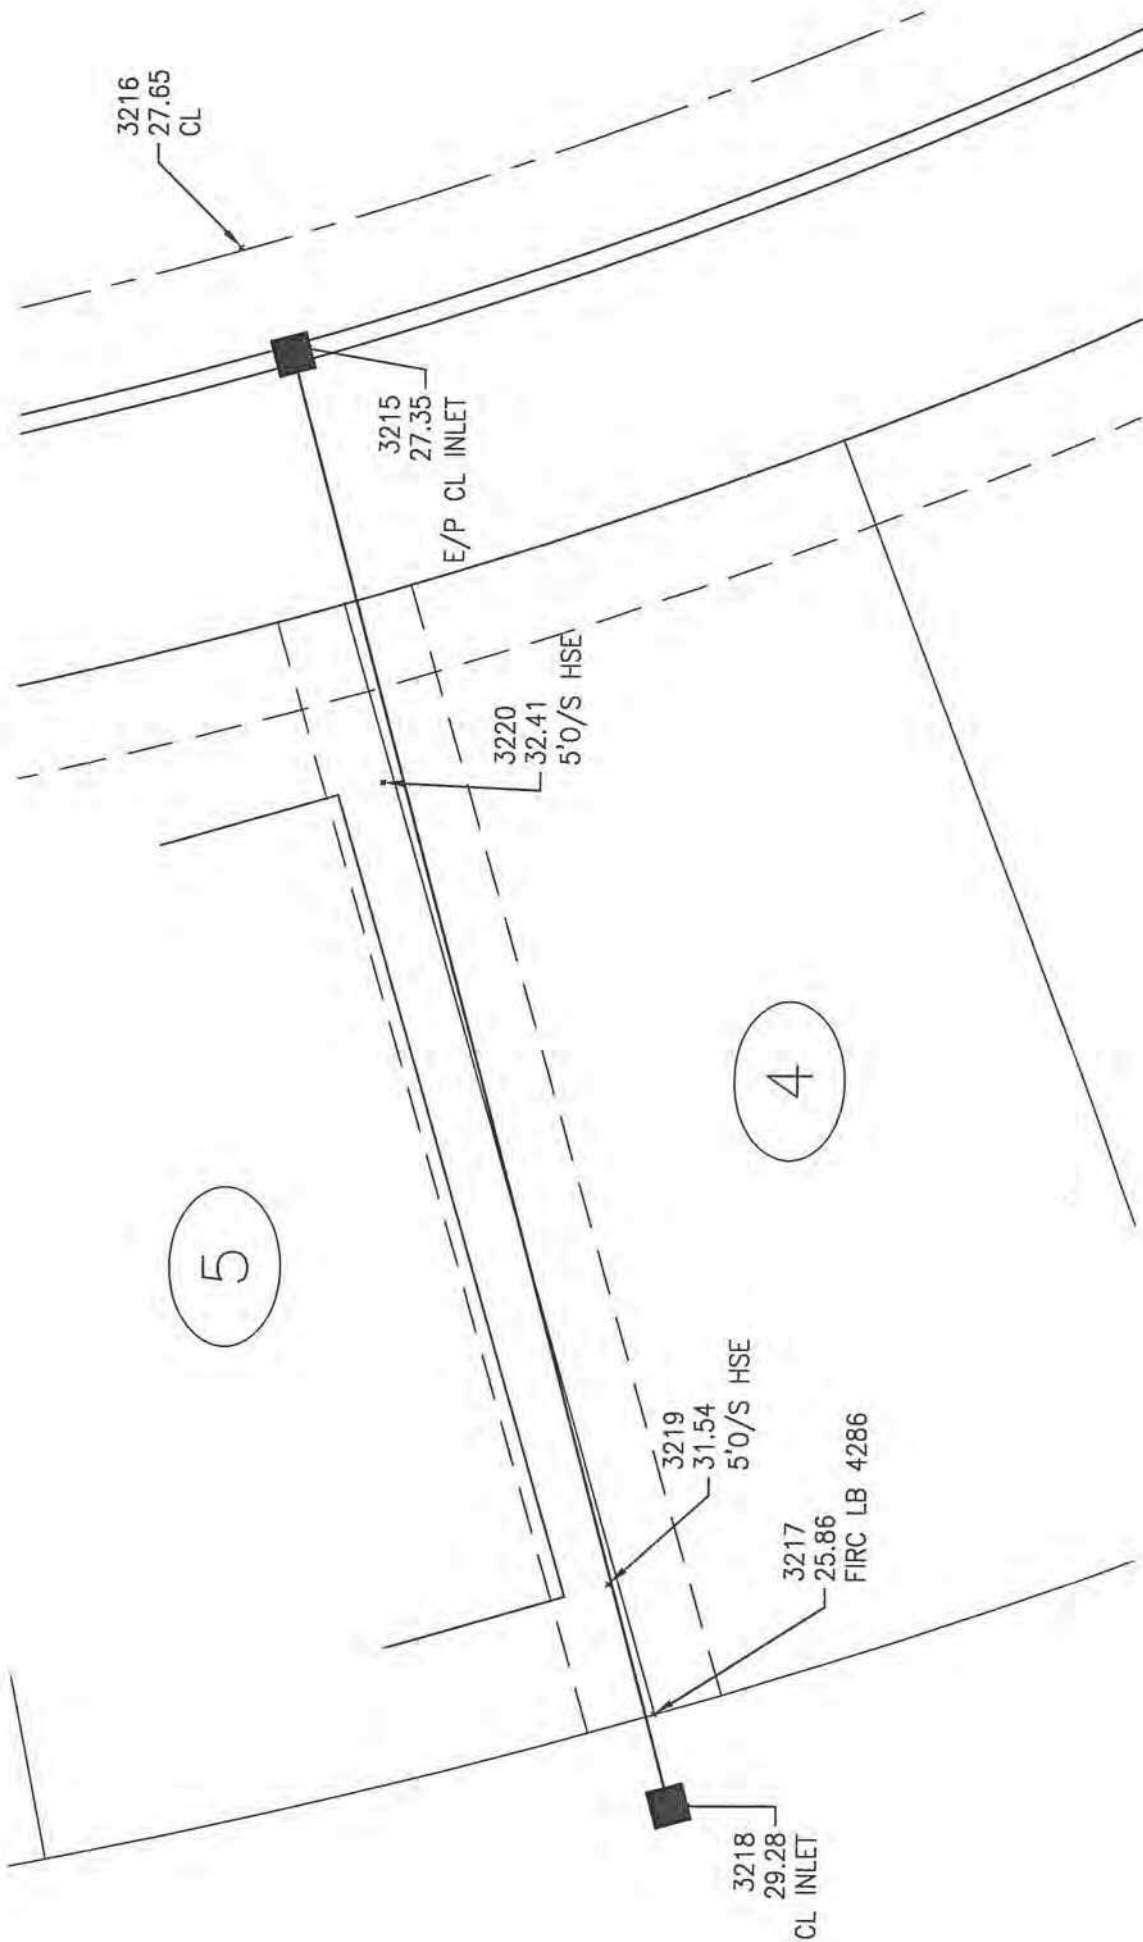 3216
27.65
CL
3215
27.35
E/P CL INLET
3220
32.41
5'O/S HSE
5
4
3219
31.54
5'O/S HSE
3217
25.86
FIRC LB 4286
3218
29.28
CL INLET